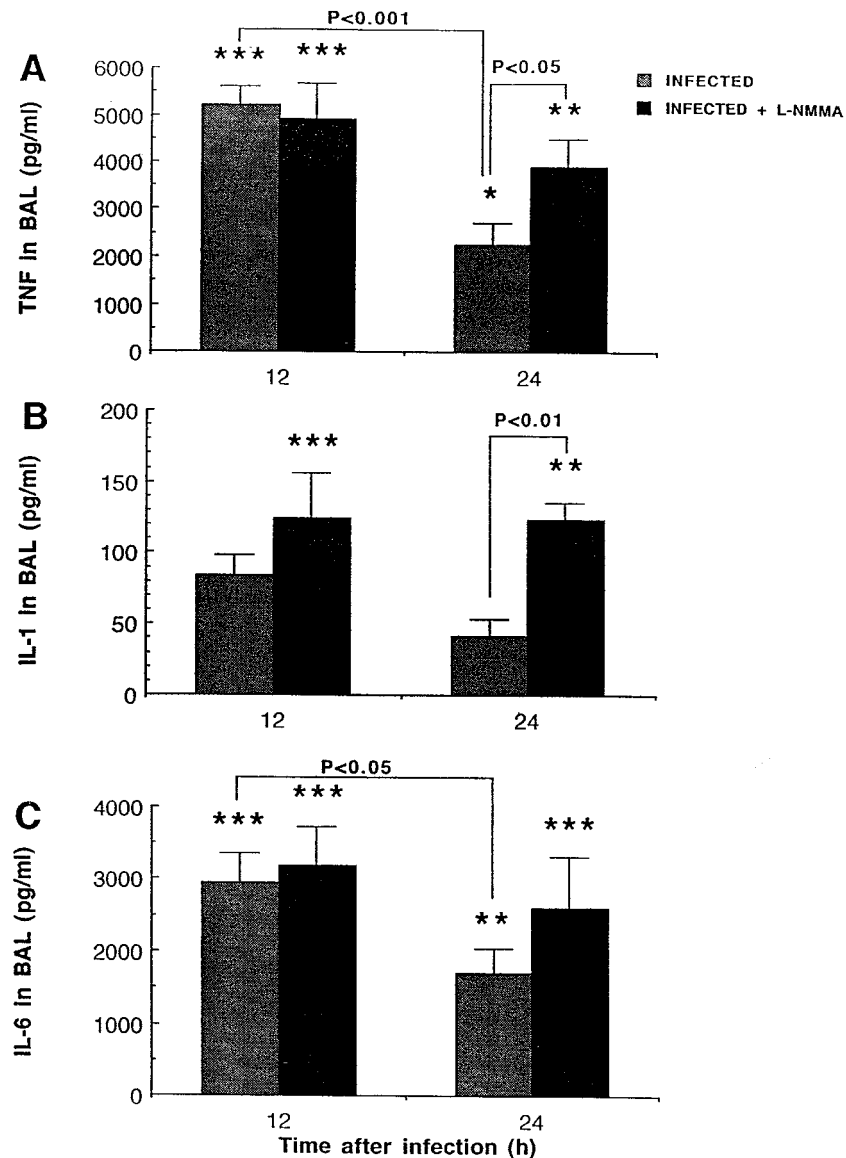 P<0.001
*** ***
A
P<0.05
INFECTED
INFECTED + L-NMMA
**
*
TNF in BAL (pg/ml)
6000
5000
4000
3000
2000
1000
0
12 24
B
P<0.01
*** **
IL-1 in BAL (pg/ml)
200
150
100
50
0
12 24
C
P<0.05
*** *** ** ***
IL-6 in BAL (pg/ml)
4000
3000
2000
1000
0
12 24
Time after infection (h)